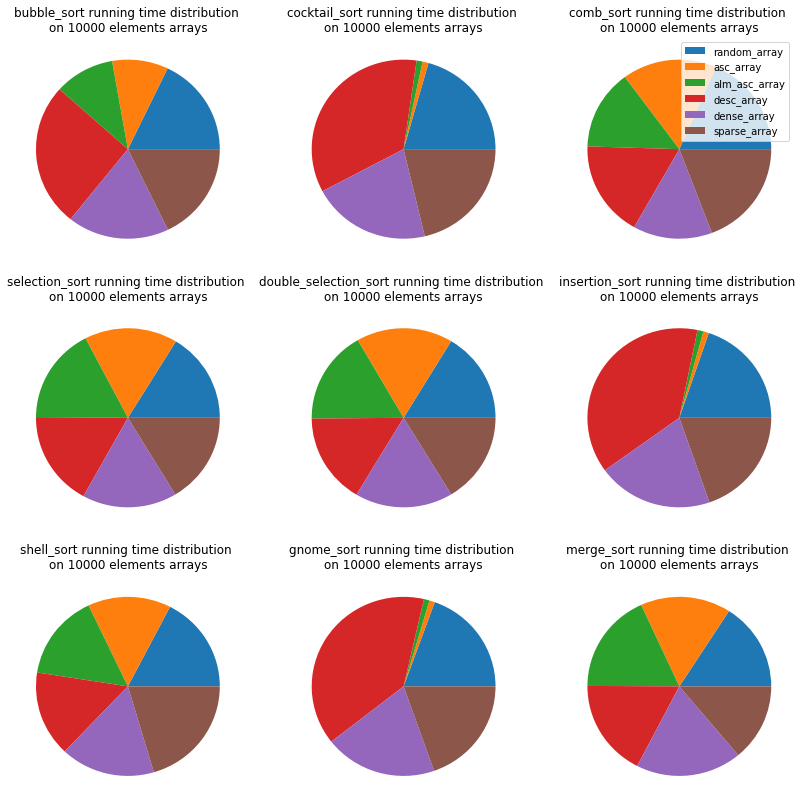 bubble_sort running time distribution
on 10000 elements arrays
cocktail_sort running time distribution
on 10000 elements arrays
comb_sort running time distribution
on 10000 elements arrays
random_array
asc_array
alm_asc_array
desc_array
dense_array
sparse_array
selection_sort running time distribution
on 10000 elements arrays
double_selection_sort running time distribution
on 10000 elements arrays
insertion_sort running time distribution
on 10000 elements arrays
shell_sort running time distribution
on 10000 elements arrays
gnome_sort running time distribution
on 10000 elements arrays
merge_sort running time distribution
on 10000 elements arrays